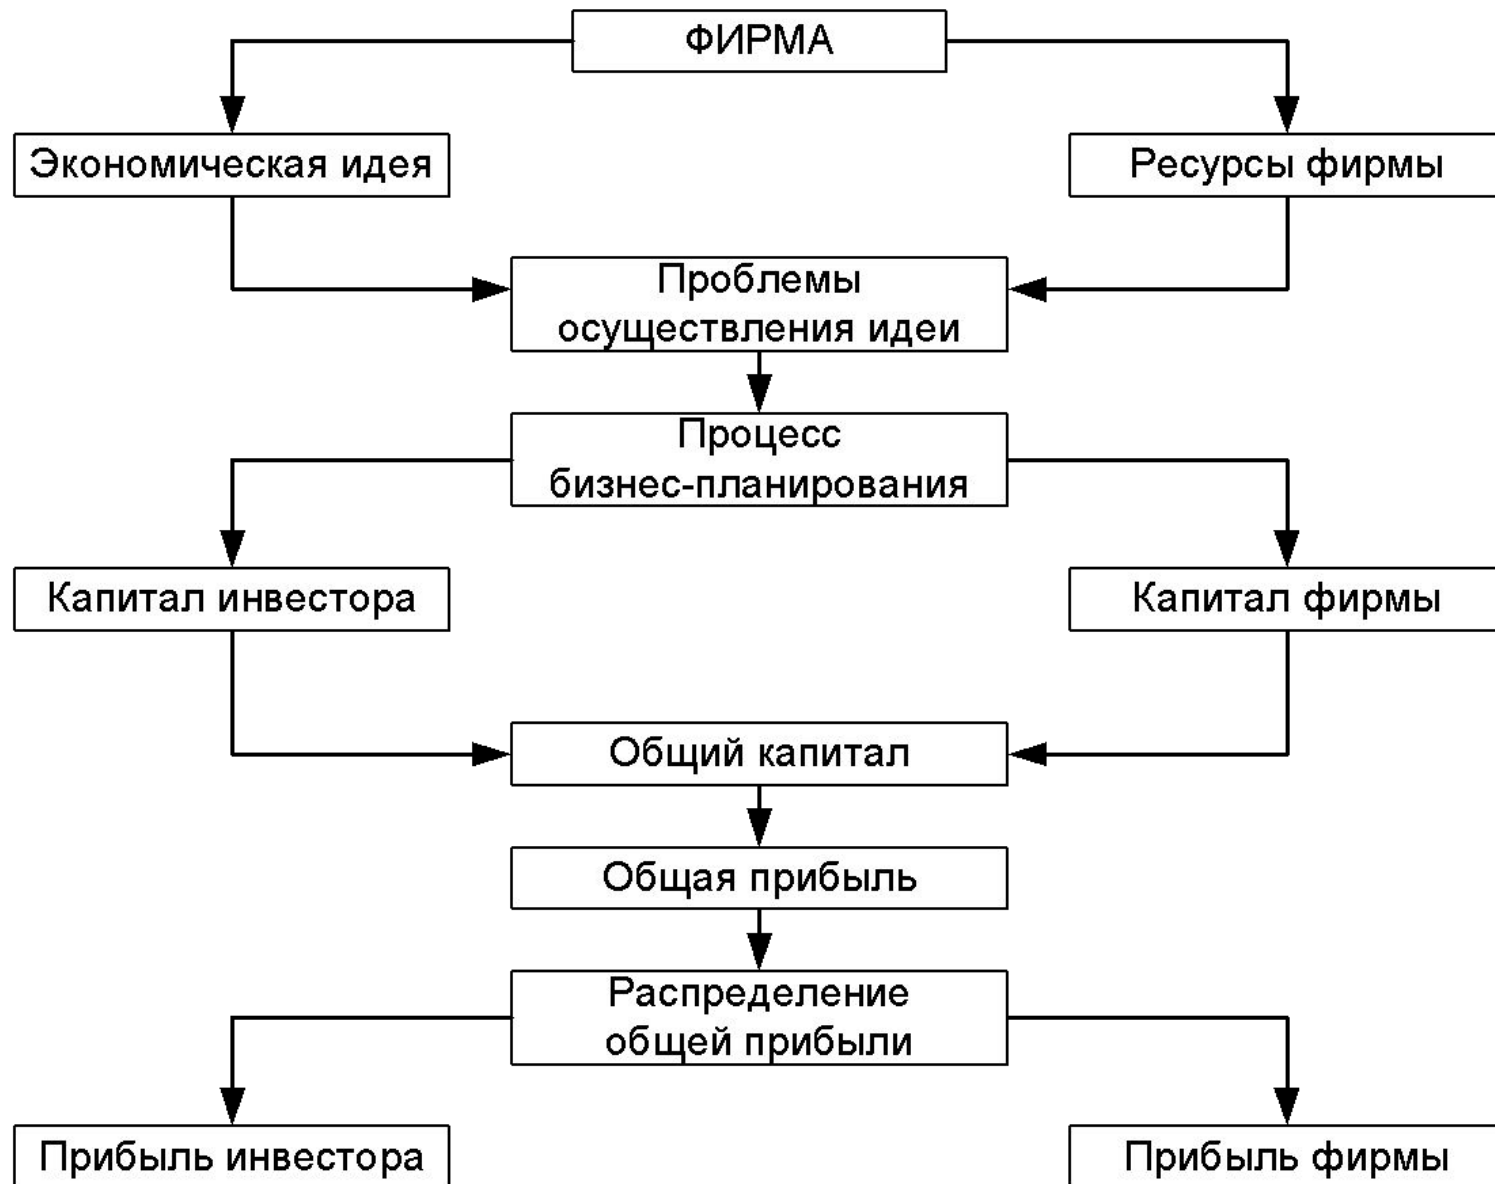 ФИРМА
Экономическая идея
Ресурсы фирмы
Проблемы
осуществления идеи
Процесс
бизнес-планирования
Капитал инвестора
Капитал фирмы
Общий капитал
Общая прибыль
Распределение
общей прибыли
Прибыль инвестора
Прибыль фирмы